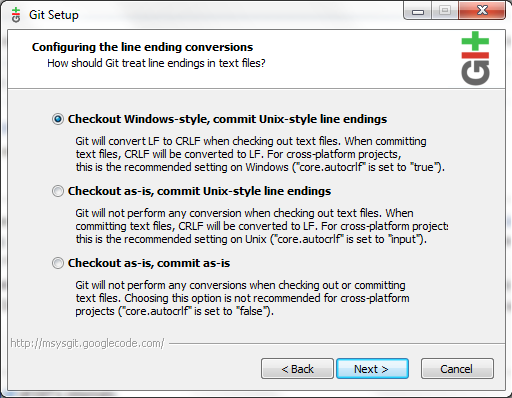 Git Setup
Configuring the line ending conversions
How should Git treat line endings in text files?
GIt
Checkout Windows-style, commit Unix-style line endings
Git will convert LF to CRLF when checking out text files. When committing
text files, CRLF will be converted to LF. For cross-platform projects,
this is the recommended setting on Windows ("core.autocrlf" is set to "true").
Checkout as-is, commit Unix-style line endings
Git will not perform any conversion when checking out text files. When
committing text files, CRLF will be converted to LF. For cross-platform projects
this is the recommended setting on Unix ("core.autocrlf" is set to "input").
Checkout as-is, commit as-is
Git will not perform any conversions when checking out or committing
text files. Choosing this option is not recommended for cross-platform
projects ("core.autocrlf" is set to "false").
http://msysgit.googlecode.com/
< Back
Next >
Cancel